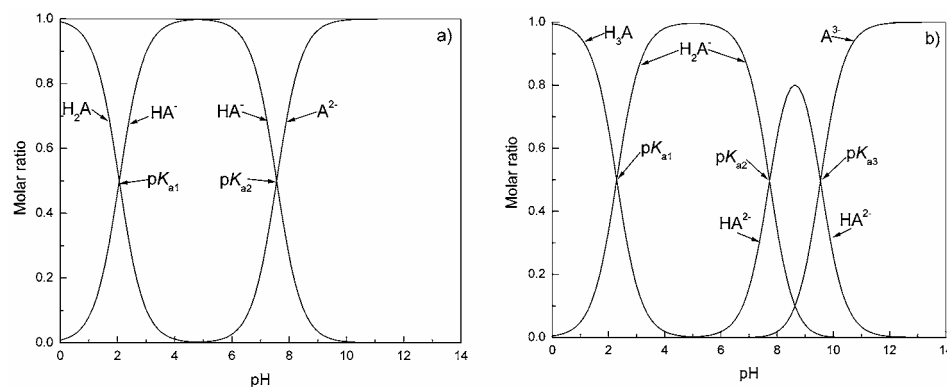 a)
1.0
0.8
0.6
0.4
0.2
0.0
Molar ratio
H₂A
HA⁻
HA⁻
A²⁻
pKₐ₁
pKₐ₂
0 2 4 6 8 10 12 14
pH
b)
1.0
0.8
0.6
0.4
0.2
0.0
Molar ratio
H₃A
H₂A⁻
A³⁻
pKₐ₁
pKₐ₂
pKₐ₃
HA²⁻
HA²⁻
0 2 4 6 8 10 12 14
pH